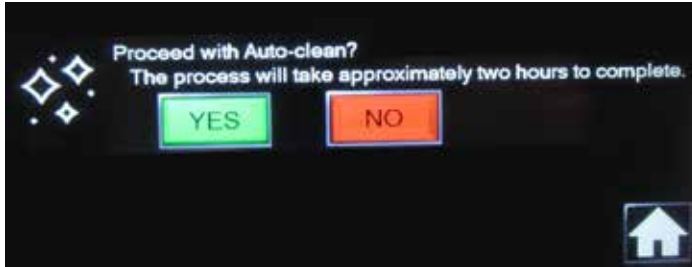 Proceed with Auto-clean?
The process will take approximately two hours to complete.
YES
NO